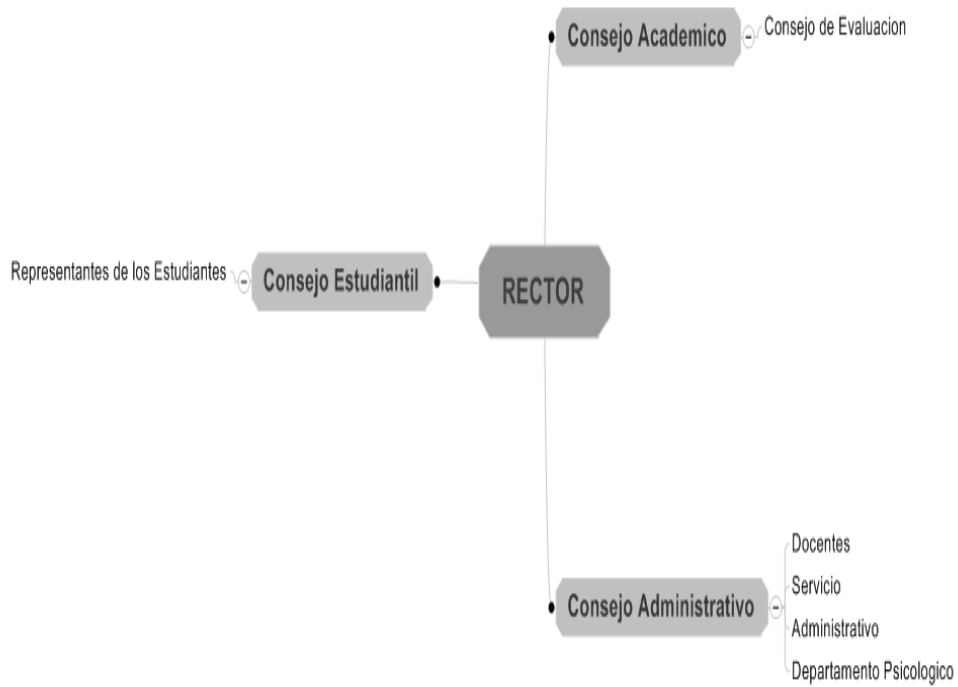 Consejo Academico
Consejo de Evaluacion
Representantes de los Estudiantes
Consejo Estudiantil
RECTOR
Consejo Administrativo
Docentes
Servicio
Administrativo
Departamento Psicologico